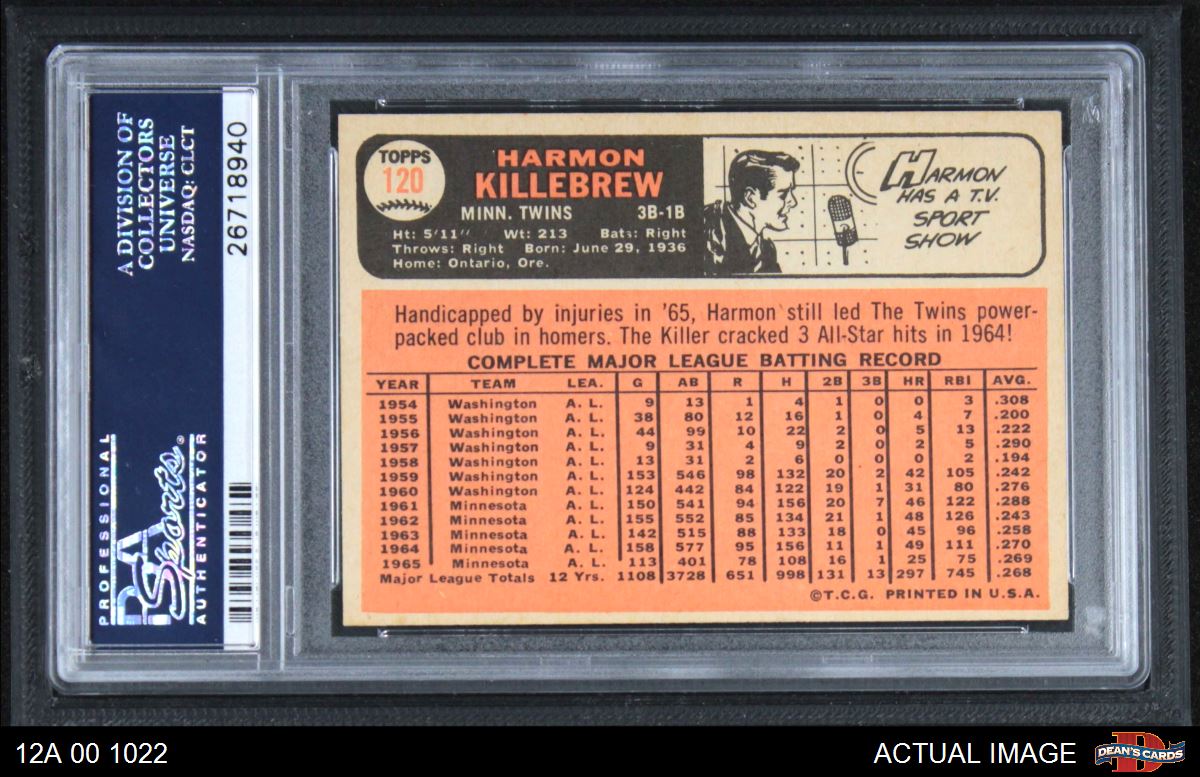 A DIVISION OF
COLLECTORS
UNIVERSE
NASDAQ: CLCT
26718940
PROFESSIONAL
PSA
Sports®
AUTHENTICATOR
TOPPS
120
HARMON
KILLEBREW
MINN. TWINS 3B-1B
Ht: 5'11" Wt: 213 Bats: Right
Throws: Right Born: June 29, 1936
Home: Ontario, Ore.
HARMON
HAS A T.V.
SPORT
SHOW
Handicapped by injuries in '65, Harmon still led The Twins power-
packed club in homers. The Killer cracked 3 All-Star hits in 1964!
COMPLETE MAJOR LEAGUE BATTING RECORD
YEAR TEAM LEA. G AB R H 2B 3B HR RBI AVG.
1954 Washington A. L. 9 13 1 4 1 0 0 3 .308
1955 Washington A. L. 38 80 12 16 1 0 4 7 .200
1956 Washington A. L. 44 99 10 22 2 0 5 13 .222
1957 Washington A. L. 9 31 4 9 2 0 2 5 .290
1958 Washington A. L. 13 31 2 6 0 0 0 2 .194
1959 Washington A. L. 153 546 98 132 20 2 42 105 .242
1960 Washington A. L. 124 442 84 122 19 1 31 80 .276
1961 Minnesota A. L. 150 541 94 156 20 7 46 122 .288
1962 Minnesota A. L. 155 552 85 134 21 1 48 126 .243
1963 Minnesota A. L. 142 515 88 133 18 0 45 96 .258
1964 Minnesota A. L. 158 577 95 156 11 1 49 111 .270
1965 Minnesota A. L. 113 401 78 108 16 1 25 75 .269
Major League Totals 12 Yrs. 1108 3728 651 998 131 13 297 745 .268
©T.C.G. PRINTED IN U.S.A.
12A 00 1022
ACTUAL IMAGE
DEAN'S CARDS